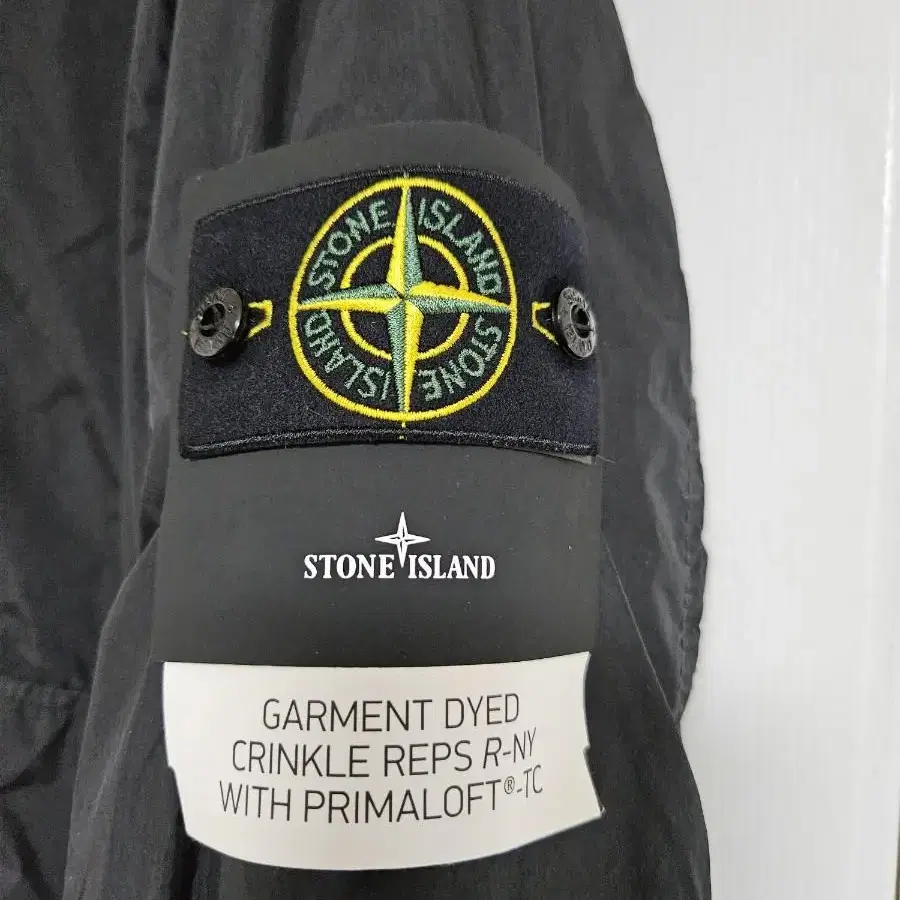 STONE ISLAND
STONE ISLAND
STONE ISLAND
GARMENT DYED
CRINKLE REPS R-NY
WITH PRIMALOFT®-TC